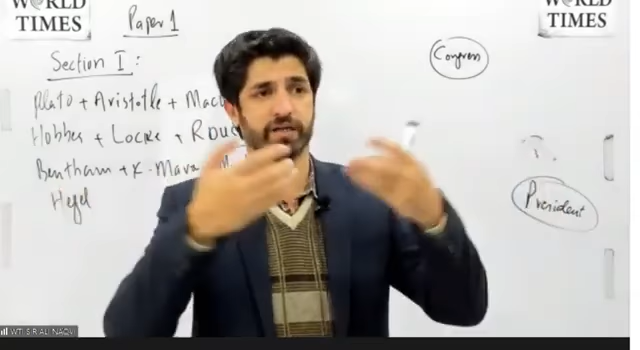 WORLD
TIMES
Paper 1
WORLD
TIMES
Section I :
Congress
Plato + Aristotle + Mac
Hobbes + Locke + Rou
Bentham + K. Marx
Hegel
President
WTI SIR ALI NAQVI